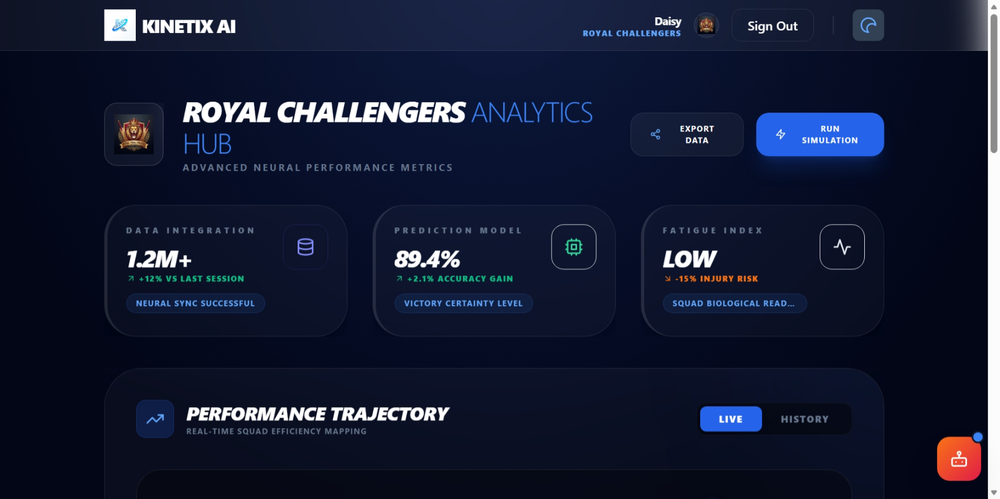 KINETIX AI
Daisy
ROYAL CHALLENGERS
Sign Out
ROYAL CHALLENGERS ANALYTICS
HUB
ADVANCED NEURAL PERFORMANCE METRICS
EXPORT
DATA
RUN
SIMULATION
DATA INTEGRATION
1.2M+
+12% VS LAST SESSION
NEURAL SYNC SUCCESSFUL
PREDICTION MODEL
89.4%
+2.1% ACCURACY GAIN
VICTORY CERTAINTY LEVEL
FATIGUE INDEX
LOW
-15% INJURY RISK
SQUAD BIOLOGICAL READ...
PERFORMANCE TRAJECTORY
REAL-TIME SQUAD EFFICIENCY MAPPING
LIVE
HISTORY